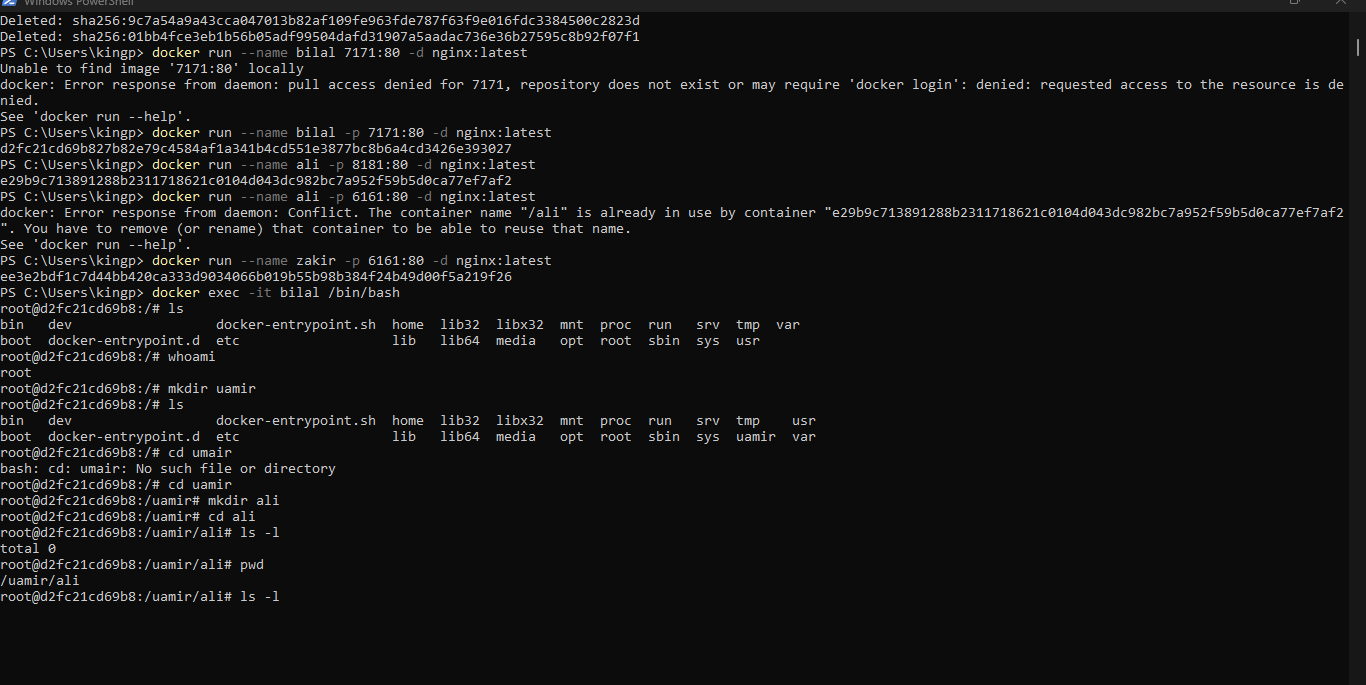 Windows PowerShell
Deleted: sha256:9c7a54a9a43cca047013b82af109fe963fde787f63f9e016fdc3384500c2823d
Deleted: sha256:01bb4fce3eb1b56b05adf99504dafd31907a5aadac736e36b27595c8b92f07f1
PS C:\Users\kingp> docker run --name bilal 7171:80 -d nginx:latest
Unable to find image '7171:80' locally
docker: Error response from daemon: pull access denied for 7171, repository does not exist or may require 'docker login': denied: requested access to the resource is de
nied.
See 'docker run --help'.
PS C:\Users\kingp> docker run --name bilal -p 7171:80 -d nginx:latest
d2fc21cd69b827b82e79c4584af1a341b4cd551e3877bc8b6a4cd3426e393027
PS C:\Users\kingp> docker run --name ali -p 8181:80 -d nginx:latest
e29b9c713891288b2311718621c0104d043dc982bc7a952f59b5d0ca77ef7af2
PS C:\Users\kingp> docker run --name ali -p 6161:80 -d nginx:latest
docker: Error response from daemon: Conflict. The container name "/ali" is already in use by container "e29b9c713891288b2311718621c0104d043dc982bc7a952f59b5d0ca77ef7af2
". You have to remove (or rename) that container to be able to reuse that name.
See 'docker run --help'.
PS C:\Users\kingp> docker run --name zakir -p 6161:80 -d nginx:latest
ee3e2bdf1c7d44bb420ca333d9034066b019b55b98b384f24b49d00f5a219f26
PS C:\Users\kingp> docker exec -it bilal /bin/bash
root@d2fc21cd69b8:/# ls
bin   dev                  docker-entrypoint.sh  home  lib32  libx32  mnt  proc  run   srv  tmp  var
boot  docker-entrypoint.d  etc                   lib   lib64  media   opt  root  sbin  sys  usr
root@d2fc21cd69b8:/# whoami
root
root@d2fc21cd69b8:/# mkdir uamir
root@d2fc21cd69b8:/# ls
bin   dev                  docker-entrypoint.sh  home  lib32  libx32  mnt  proc  run   srv  tmp    usr
boot  docker-entrypoint.d  etc                   lib   lib64  media   opt  root  sbin  sys  uamir  var
root@d2fc21cd69b8:/# cd umair
bash: cd: umair: No such file or directory
root@d2fc21cd69b8:/# cd uamir
root@d2fc21cd69b8:/uamir# mkdir ali
root@d2fc21cd69b8:/uamir# cd ali
root@d2fc21cd69b8:/uamir/ali# ls -l
total 0
root@d2fc21cd69b8:/uamir/ali# pwd
/uamir/ali
root@d2fc21cd69b8:/uamir/ali# ls -l